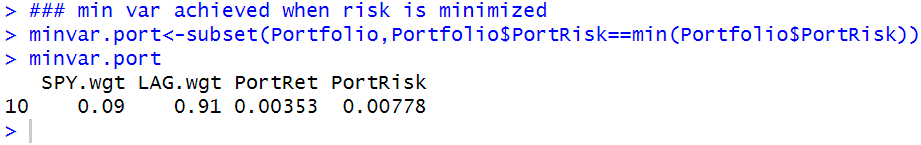 > ### min var achieved when risk is minimized
> minvar.port<-subset(Portfolio,Portfolio$PortRisk==min(Portfolio$PortRisk))
> minvar.port
   SPY.wgt LAG.wgt PortRet PortRisk
10    0.09    0.91 0.00353  0.00778
>